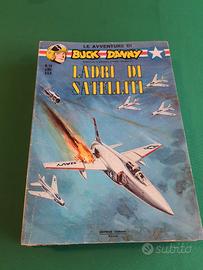 LE AVVENTURE DI
BUCK DANNY
LADRI DI
SATELLITI
subito